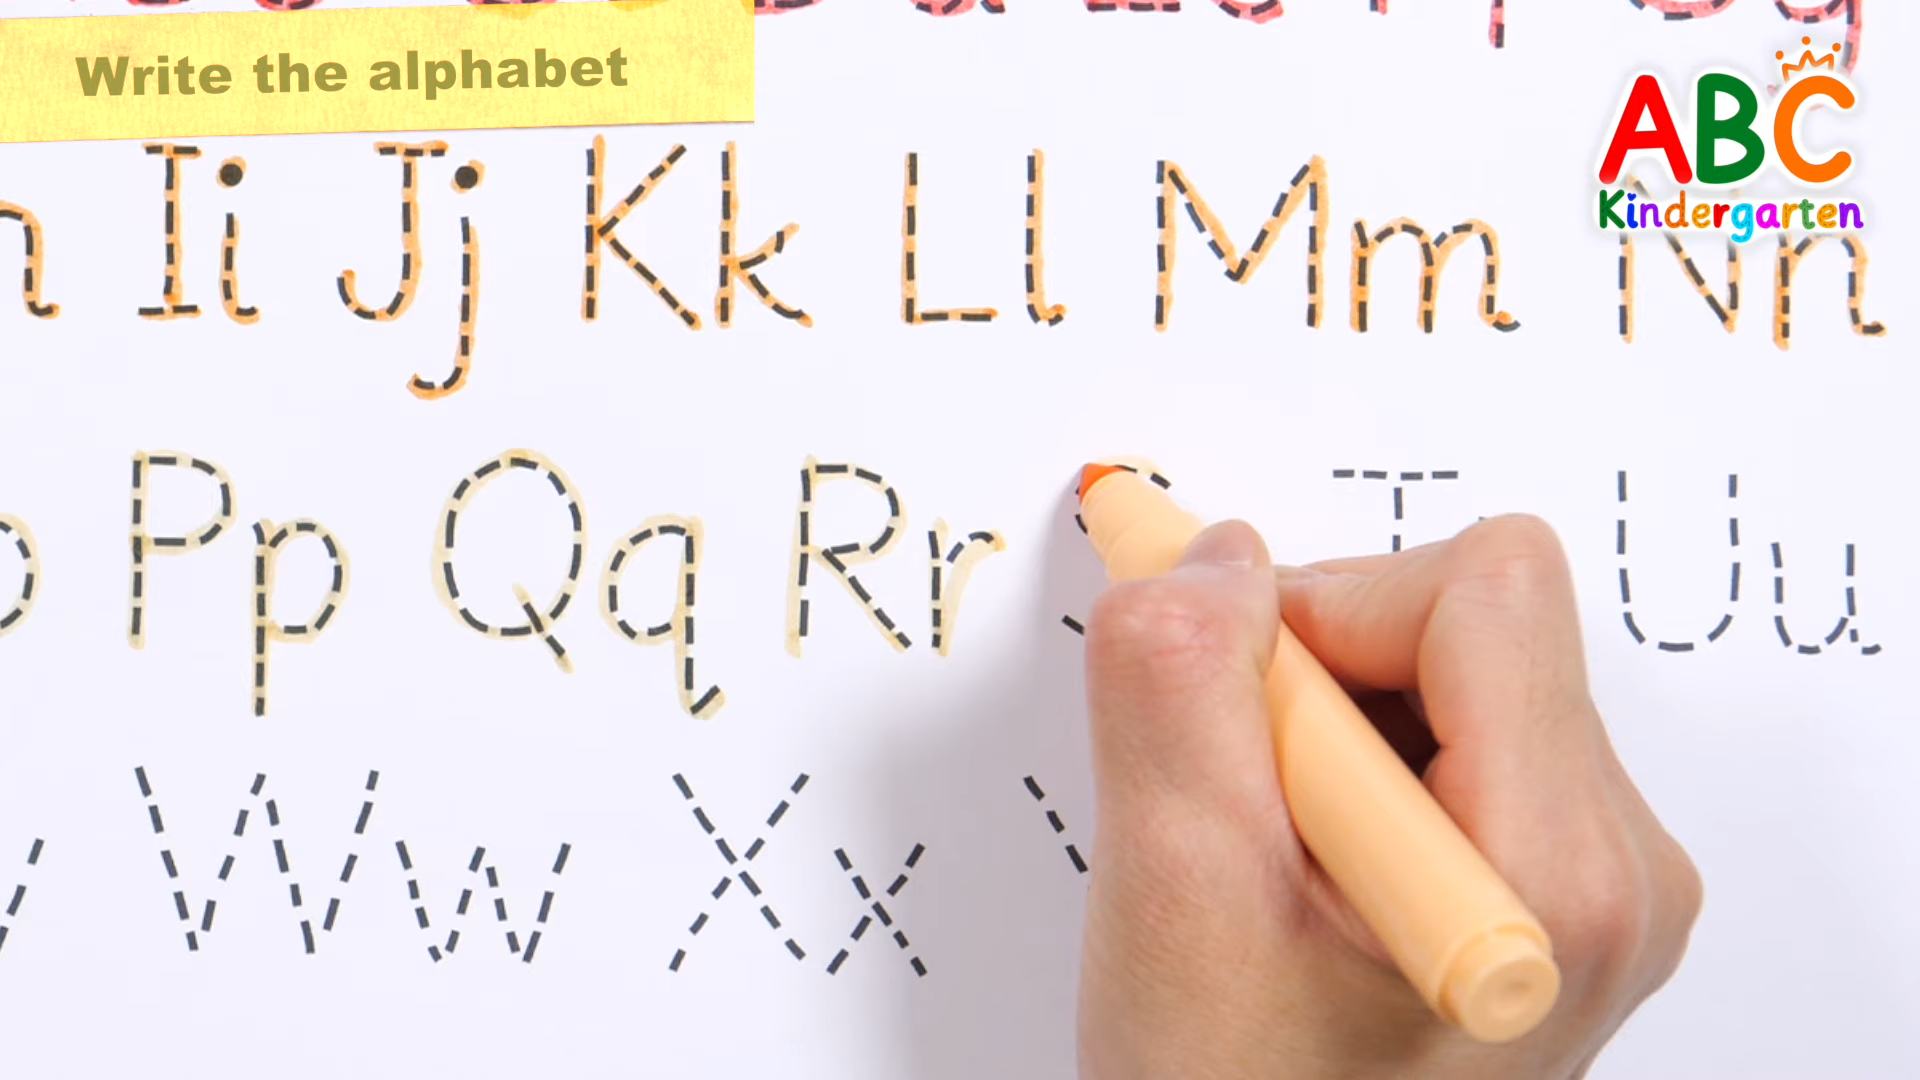 Write the alphabet
ABC
Kindergarten
Ii Jj Kk Ll Mm Nn
Pp Qq Rr T Uu
Ww Xx